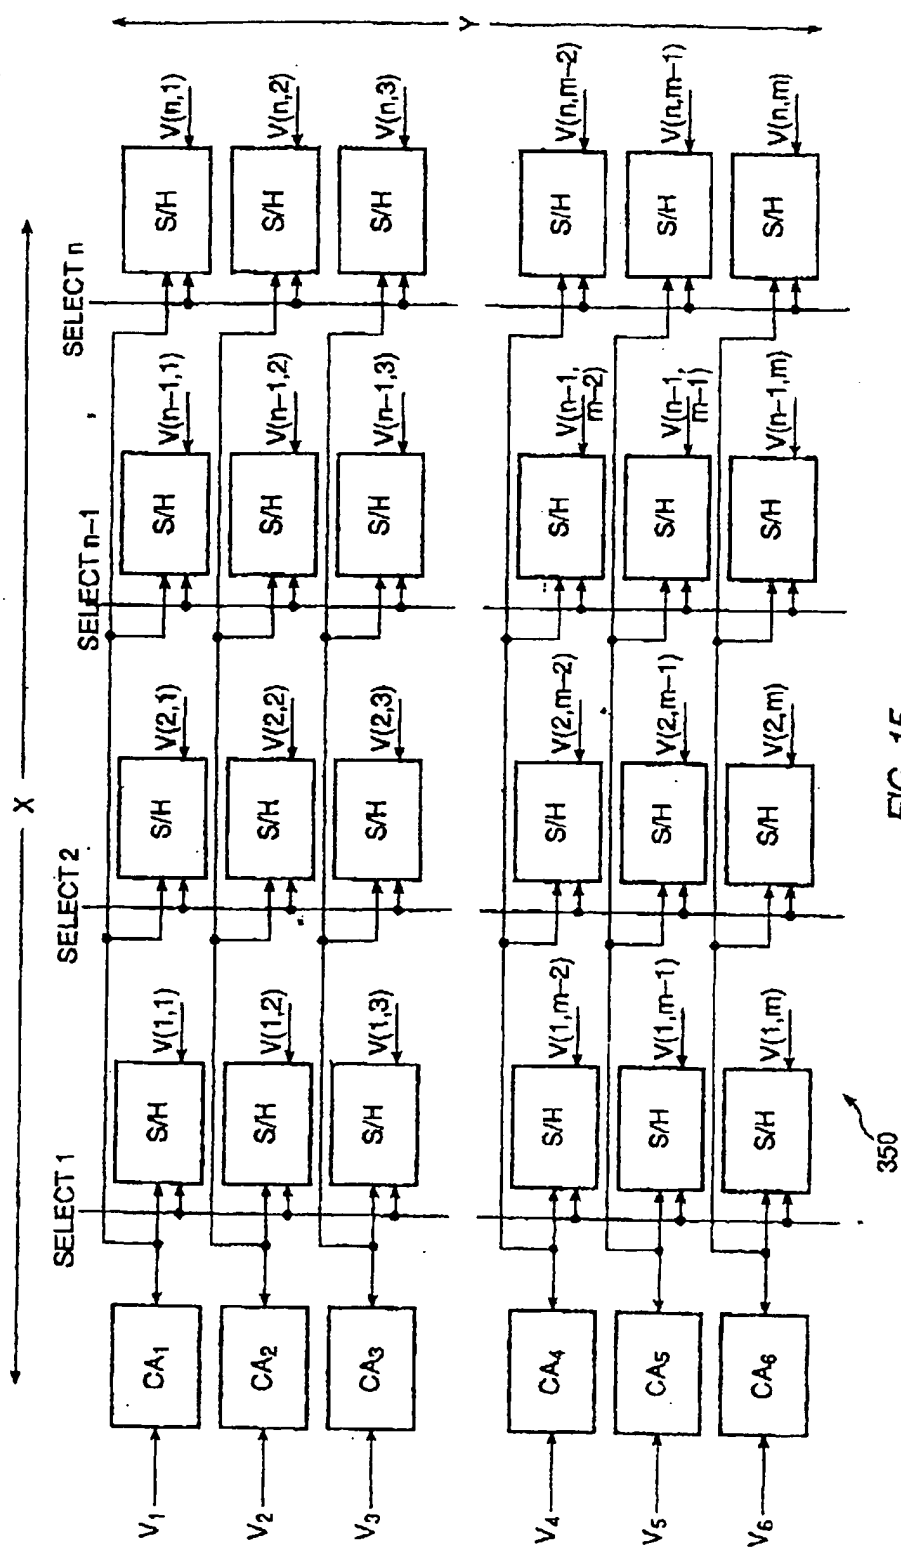 X
Y
SELECT 1
SELECT 2
SELECT n–1
SELECT n
V₁
CA₁
S/H
V(1,1)
S/H
V(2,1)
S/H
V(n–1,1)
S/H
V(n,1)
V₂
CA₂
S/H
V(1,2)
S/H
V(2,2)
S/H
V(n–1,2)
S/H
V(n,2)
V₃
CA₃
S/H
V(1,3)
S/H
V(2,3)
S/H
V(n–1,3)
S/H
V(n,3)
V₄
CA₄
S/H
V(1,m–2)
S/H
V(2,m–2)
S/H
V(n–1,
m–2)
S/H
V(n,m–2)
V₅
CA₅
S/H
V(1,m–1)
S/H
V(2,m–1)
S/H
V(n–1,
m–1)
S/H
V(n,m–1)
V₆
CA₆
S/H
V(1,m)
S/H
V(2,m)
S/H
V(n–1,m)
S/H
V(n,m)
350
FIG. 15